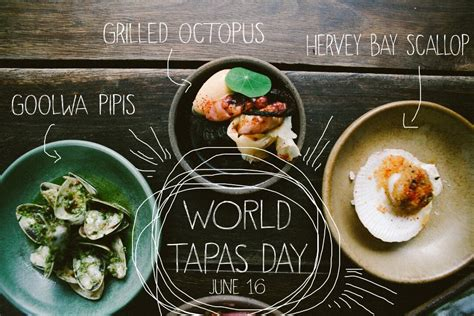 GRILLED OCTOPUS
HERVEY BAY SCALLOP
GOOLWA PIPIS
WORLD
TAPAS DAY
JUNE 16